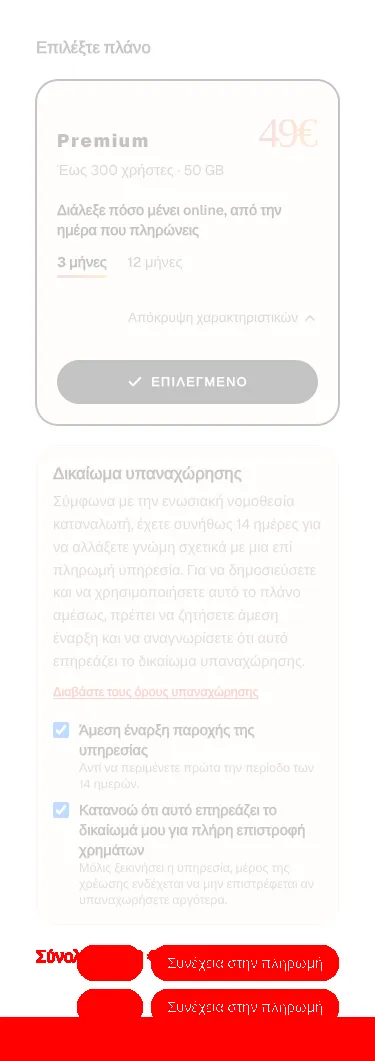 Επιλέξτε πλάνο
Premium
49€
Έως 300 χρήστες · 50 GB
Διάλεξε πόσο μένει online, από την
ημέρα που πληρώνεις
3 μήνες 12 μήνες
Απόκρυψη χαρακτηριστικών
ΕΠΙΛΕΓΜΕΝΟ
Δικαίωμα υπαναχώρησης
Σύμφωνα με την ενωσιακή νομοθεσία
καταναλωτή, έχετε συνήθως 14 ημέρες για
να αλλάξετε γνώμη σχετικά με μια επί
πληρωμή υπηρεσία. Για να δημοσιεύσετε
και να χρησιμοποιήσετε αυτό το πλάνο
αμέσως, πρέπει να ζητήσετε άμεση
έναρξη και να αναγνωρίσετε ότι αυτό
επηρεάζει το δικαίωμα υπαναχώρησης.
Διαβάστε τους όρους υπαναχώρησης
Άμεση έναρξη παροχής της
υπηρεσίας
Αντί να περιμένετε πρώτα την περίοδο των
14 ημερών.
Κατανοώ ότι αυτό επηρεάζει το
δικαίωμά μου για πλήρη επιστροφή
χρημάτων
Μόλις ξεκινήσει η υπηρεσία, μέρος της
χρέωσης ενδέχεται να μην επιστρέφεται αν
υπαναχωρήσετε αργότερα.
Συνέχεια στην πληρωμή
Συνέχεια στην πληρωμή